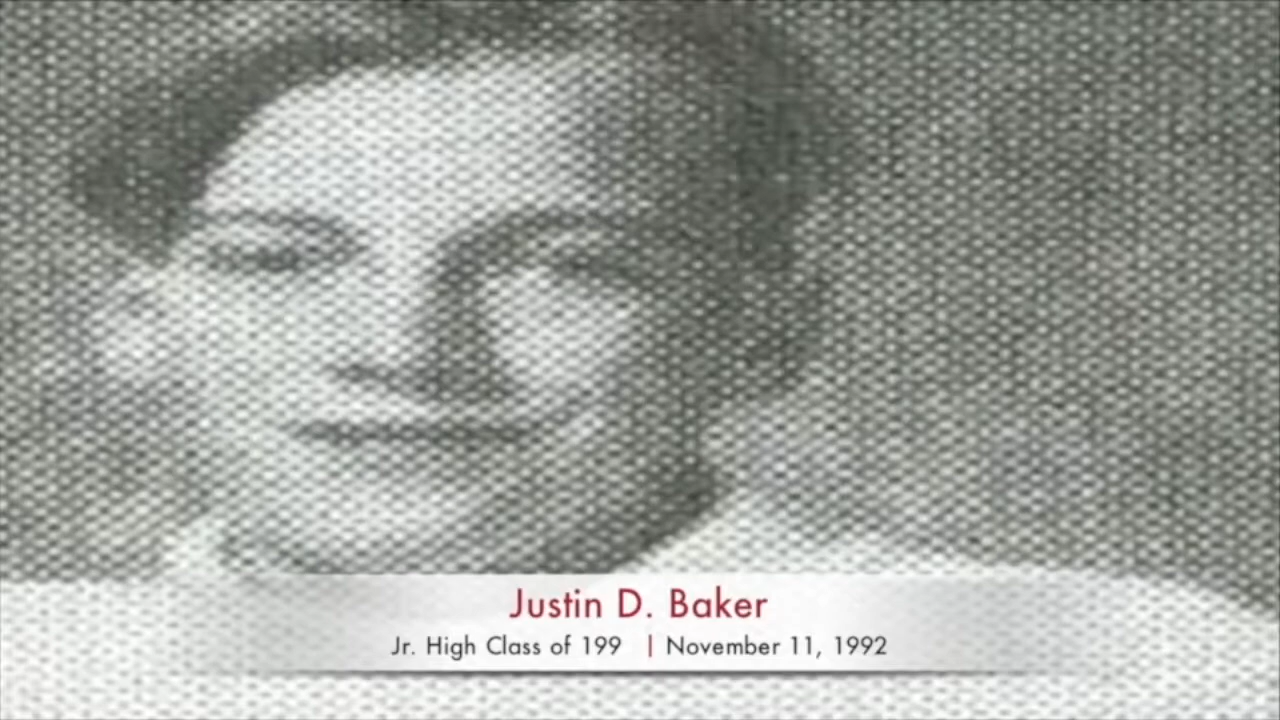 Justin D. Baker
Jr. High Class of 199 | November 11, 1992